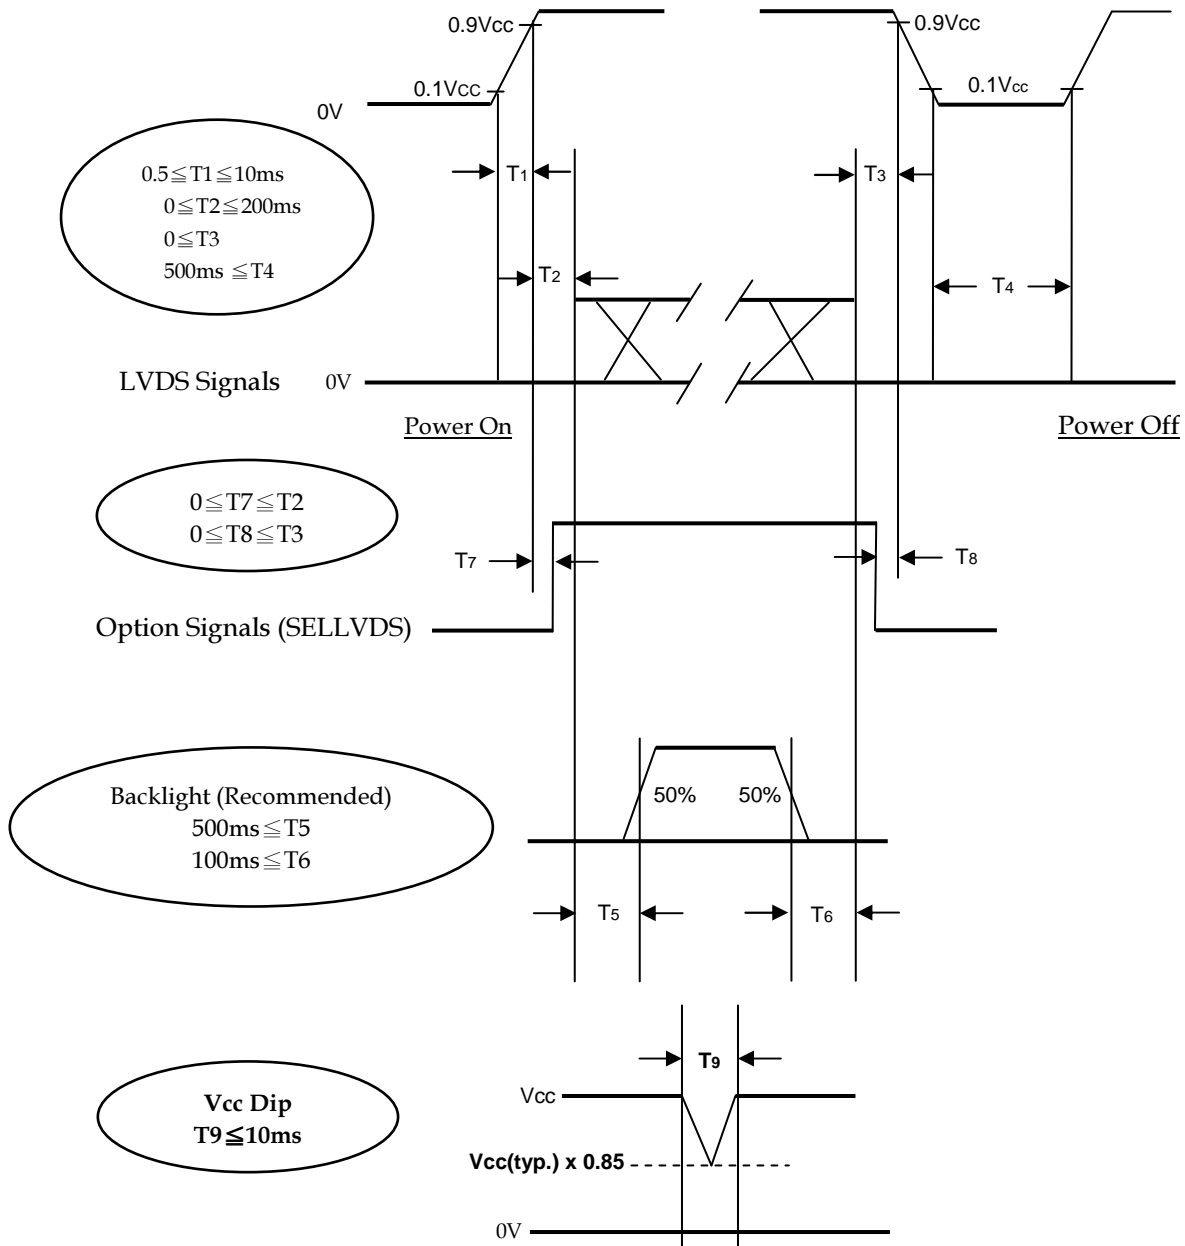 0.9Vcc
0.9Vcc
0.1VCC
0.1Vcc
0V
0.5≦T1≦10ms
0≦T2≦200ms
0≦T3
500ms ≦T4
T1
T3
T2
T4
LVDS Signals
0V
Power On
Power Off
0≦T7≦T2
0≦T8≦T3
T7
T8
Option Signals (SELLVDS)
Backlight (Recommended)
500ms≦T5
100ms≦T6
50%
50%
T5
T6
T9
Vcc
Vcc Dip
T9≦10ms
Vcc(typ.) x 0.85
0V